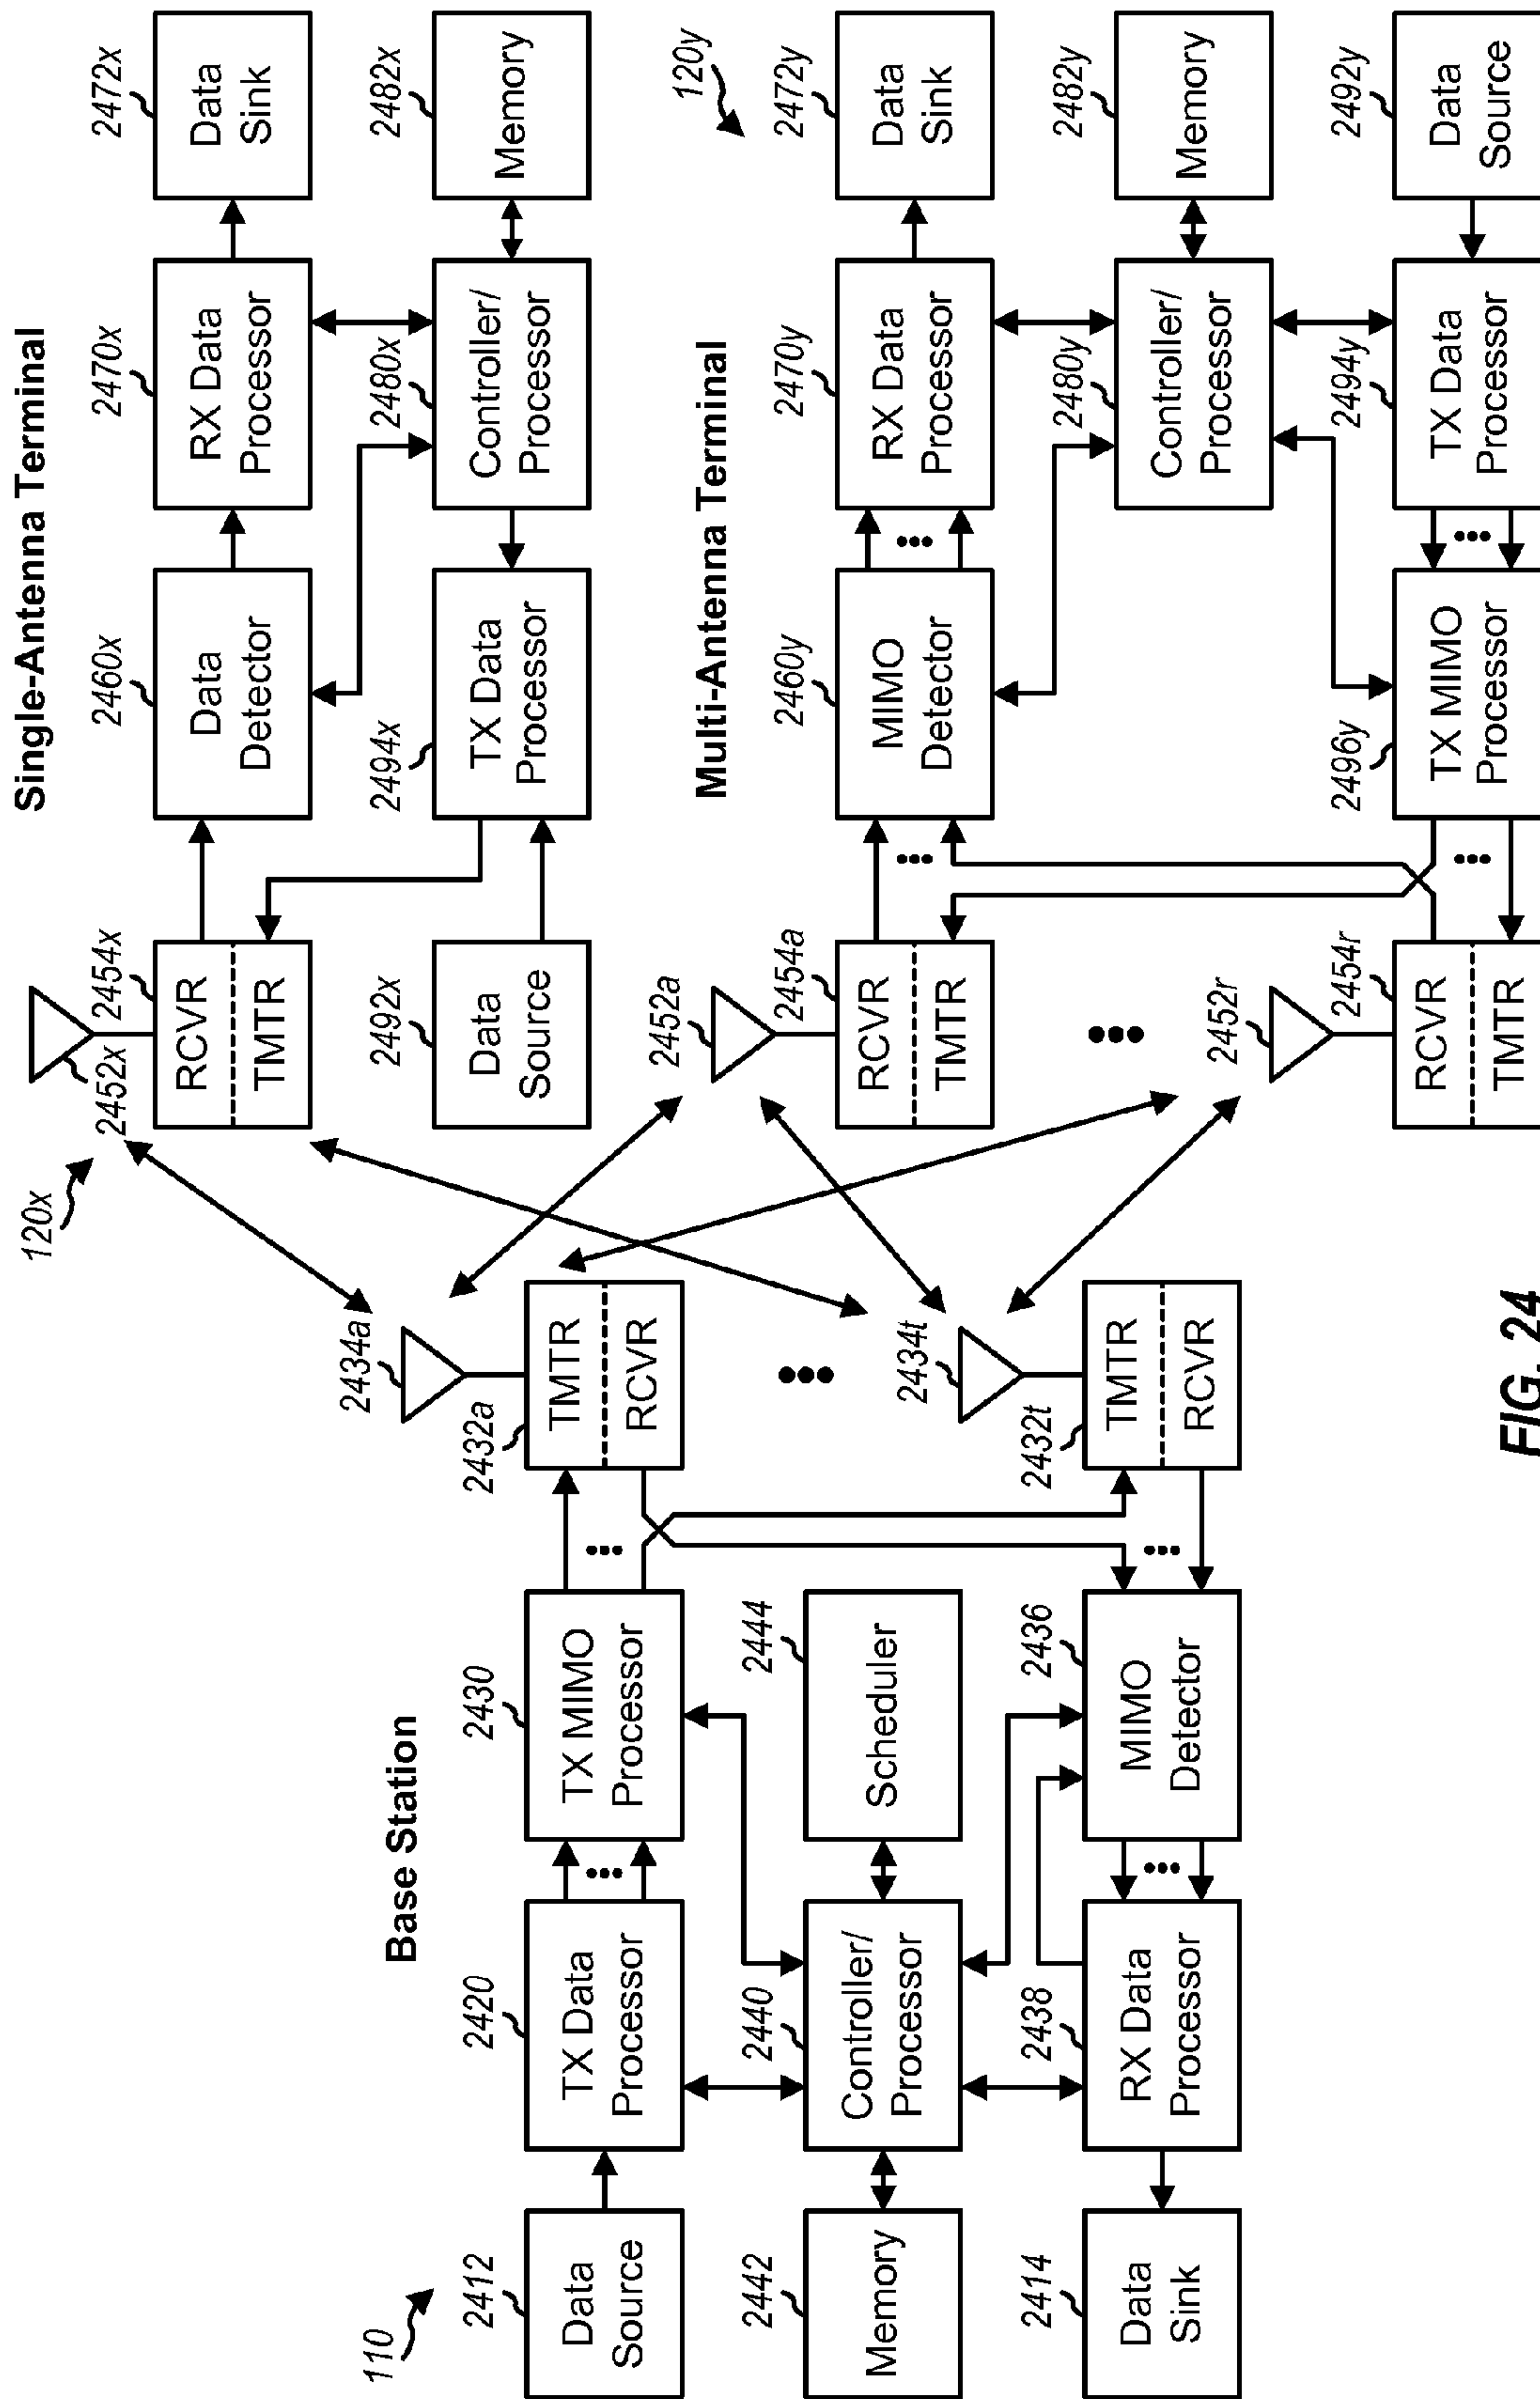 Single-Antenna Terminal
120x
2452x
2454x
RCVR
TMTR
2460x
Data
Detector
2470x
RX Data
Processor
2472x
Data
Sink
2492x
Data
Source
2494x
TX Data
Processor
2480x
Controller/
Processor
2482x
Memory
Base Station
110
2412
Data
Source
2420
TX Data
Processor
2430
TX MIMO
Processor
2432a
2434a
TMTR
RCVR
2442
Memory
2440
Controller/
Processor
2444
Scheduler
2414
Data
Sink
2438
RX Data
Processor
2436
MIMO
Detector
2432t
2434t
TMTR
RCVR
Multi-Antenna Terminal
120y
2452a
2454a
RCVR
TMTR
2460y
MIMO
Detector
2470y
RX Data
Processor
2472y
Data
Sink
2480y
Controller/
Processor
2482y
Memory
2452r
2454r
RCVR
TMTR
2496y
TX MIMO
Processor
2494y
TX Data
Processor
2492y
Data
Source
FIG. 24